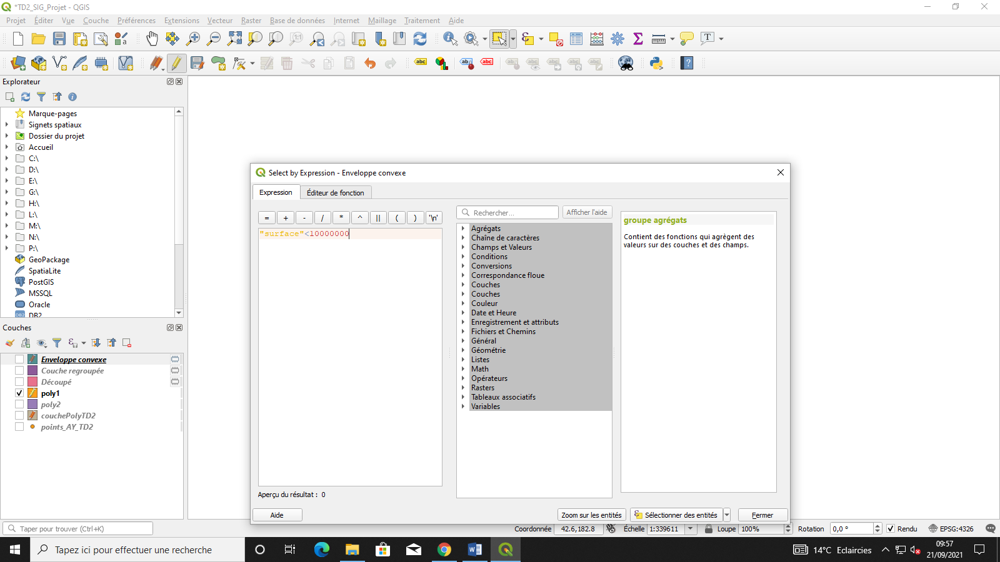 *TD2_SIG_Projet - QGIS
Projet Éditer Vue Couche Préférences Extensions Vecteur Raster Base de données Internet Maillage Traitement Aide
Explorateur
Marque-pages
Signets spatiaux
Dossier du projet
Accueil
C:\
D:\
E:\
G:\
H:\
L:\
M:\
N:\
P:\
GeoPackage
SpatiaLite
PostGIS
MSSQL
Oracle
DB2
Couches
Enveloppe convexe
Couche regroupée
Découpé
poly1
poly2
couchePolyTD2
points_AY_TD2
Select by Expression - Enveloppe convexe
Expression Éditeur de fonction
= + - / * ^ || ( ) '\n'
"surface"<10000000
Aperçu du résultat : 0
Rechercher... Afficher l'aide
Agrégats
Chaîne de caractères
Champs et Valeurs
Conditions
Conversions
Correspondance floue
Couches
Couches
Couleur
Date et Heure
Enregistrement et attributs
Fichiers et Chemins
Général
Géométrie
Listes
Math
Opérateurs
Rasters
Tableaux associatifs
Variables
groupe agrégats
Contient des fonctions qui agrègent des
valeurs sur des couches et des champs.
Aide Zoom sur les entités Sélectionner des entités Fermer
Taper pour trouver (Ctrl+K) Coordonnée 42.6,182.8 Échelle 1:339611 Loupe 100% Rotation 0,0 ° Rendu EPSG:4326
Tapez ici pour effectuer une recherche 14°C Eclaircies 09:57
21/09/2021